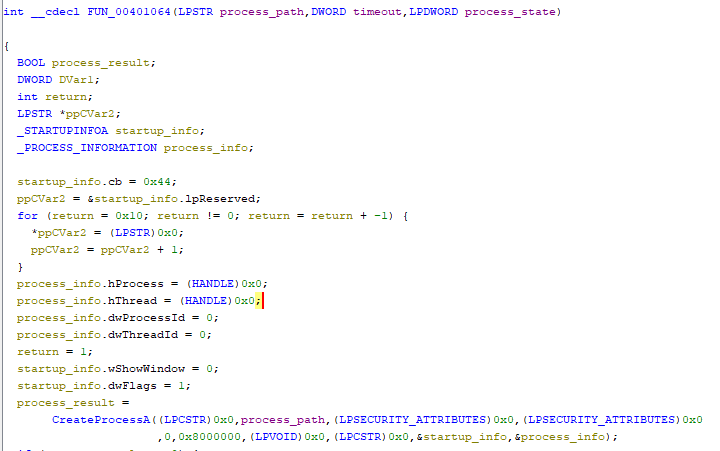 int __cdecl FUN_00401064(LPSTR process_path,DWORD timeout,LPDWORD process_state)
{
BOOL process_result;
DWORD DVar1;
int return;
LPSTR *ppCVar2;
_STARTUPINFOA startup_info;
_PROCESS_INFORMATION process_info;
startup_info.cb = 0x44;
ppCVar2 = &startup_info.lpReserved;
for (return = 0x10; return != 0; return = return + -1) {
*ppCVar2 = (LPSTR)0x0;
ppCVar2 = ppCVar2 + 1;
}
process_info.hProcess = (HANDLE)0x0;
process_info.hThread = (HANDLE)0x0;
process_info.dwProcessId = 0;
process_info.dwThreadId = 0;
return = 1;
startup_info.wShowWindow = 0;
startup_info.dwFlags = 1;
process_result =
CreateProcessA((LPCSTR)0x0,process_path,(LPSECURITY_ATTRIBUTES)0x0,(LPSECURITY_ATTRIBUTES)0x0
,0,0x8000000,(LPVOID)0x0,(LPCSTR)0x0,&startup_info,&process_info);